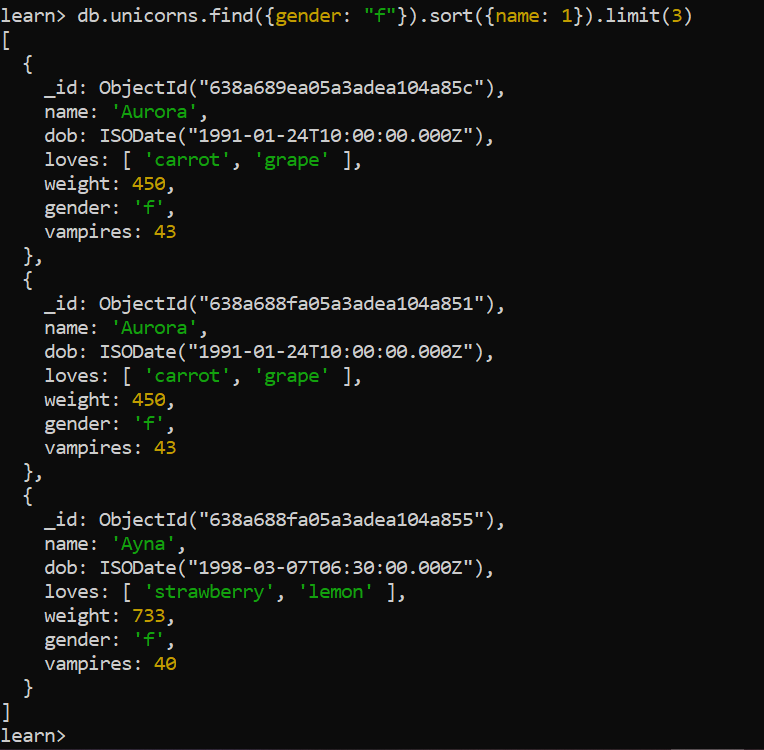 learn> db.unicorns.find({gender: "f"}).sort({name: 1}).limit(3)
[
  {
    _id: ObjectId("638a689ea05a3adea104a85c"),
    name: 'Aurora',
    dob: ISODate("1991-01-24T10:00:00.000Z"),
    loves: [ 'carrot', 'grape' ],
    weight: 450,
    gender: 'f',
    vampires: 43
  },
  {
    _id: ObjectId("638a688fa05a3adea104a851"),
    name: 'Aurora',
    dob: ISODate("1991-01-24T10:00:00.000Z"),
    loves: [ 'carrot', 'grape' ],
    weight: 450,
    gender: 'f',
    vampires: 43
  },
  {
    _id: ObjectId("638a688fa05a3adea104a855"),
    name: 'Ayna',
    dob: ISODate("1998-03-07T06:30:00.000Z"),
    loves: [ 'strawberry', 'lemon' ],
    weight: 733,
    gender: 'f',
    vampires: 40
  }
]
learn>